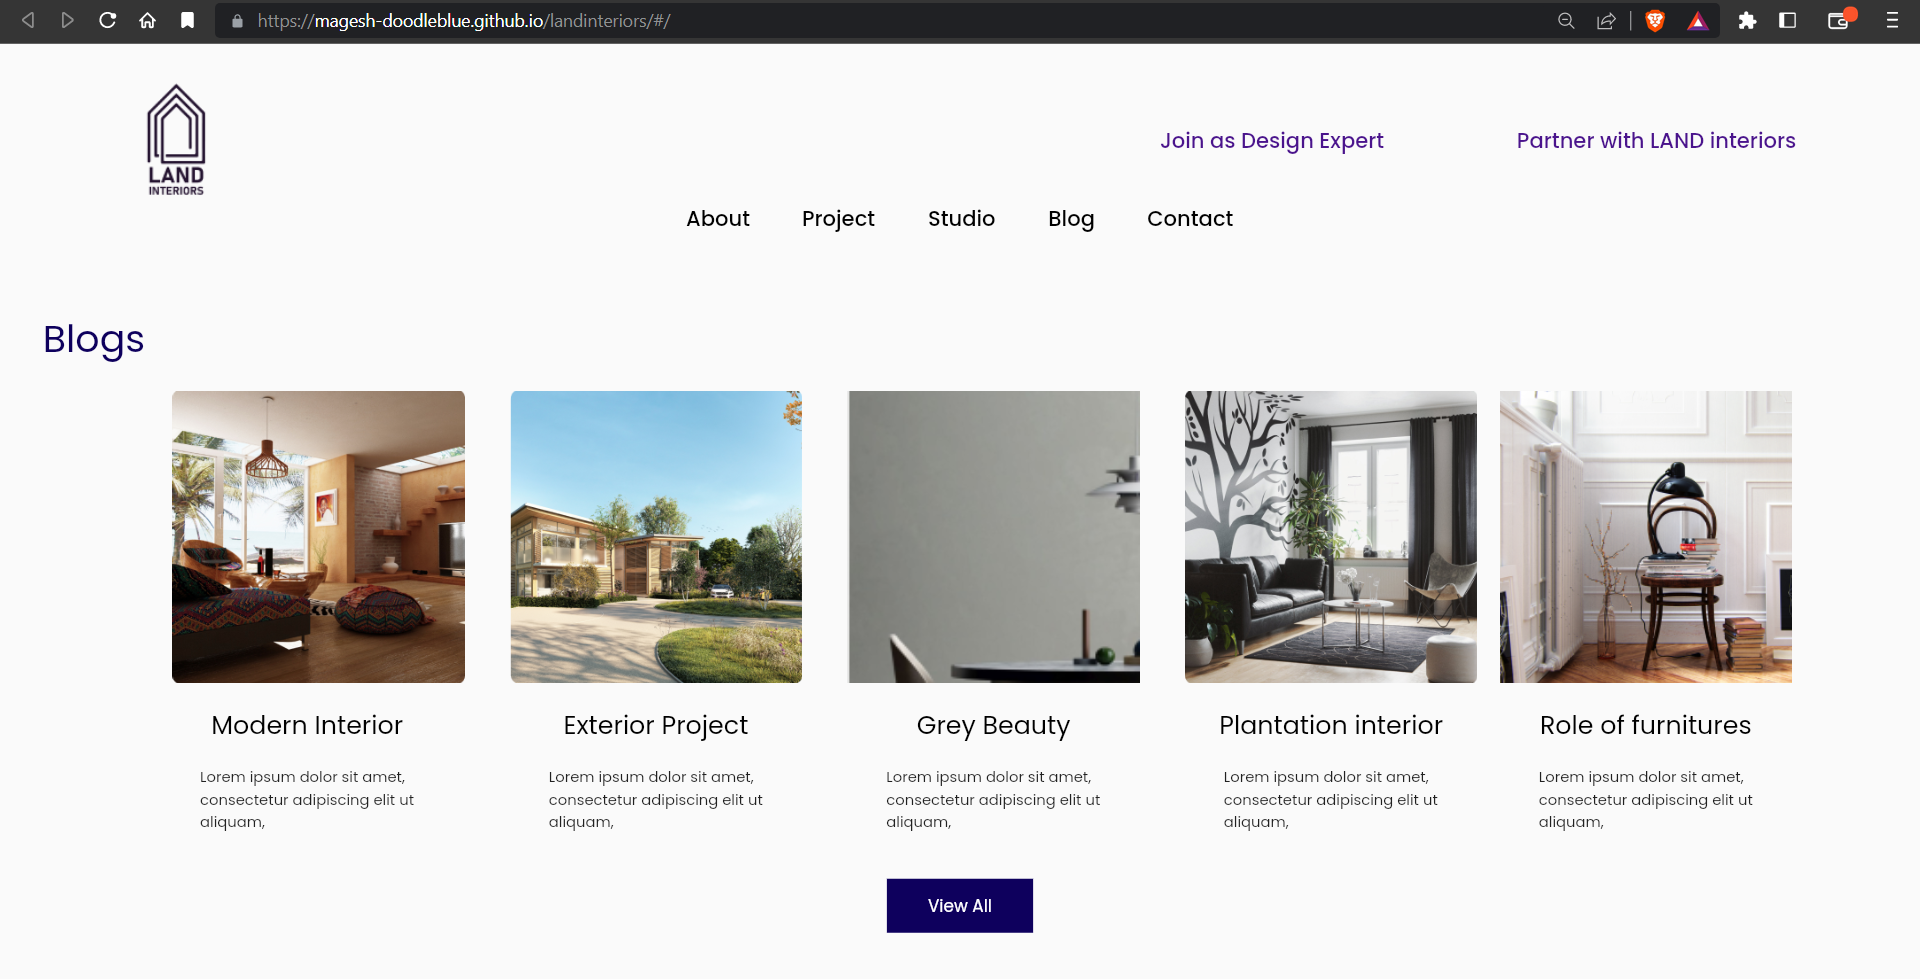 https://magesh-doodleblue.github.io/landinteriors/#/
LAND
INTERIORS
Join as Design Expert
Partner with LAND interiors
About
Project
Studio
Blog
Contact
Blogs
Modern Interior
Lorem ipsum dolor sit amet,
consectetur adipiscing elit ut
aliquam,
Exterior Project
Lorem ipsum dolor sit amet,
consectetur adipiscing elit ut
aliquam,
Grey Beauty
Lorem ipsum dolor sit amet,
consectetur adipiscing elit ut
aliquam,
Plantation interior
Lorem ipsum dolor sit amet,
consectetur adipiscing elit ut
aliquam,
Role of furnitures
Lorem ipsum dolor sit amet,
consectetur adipiscing elit ut
aliquam,
View All